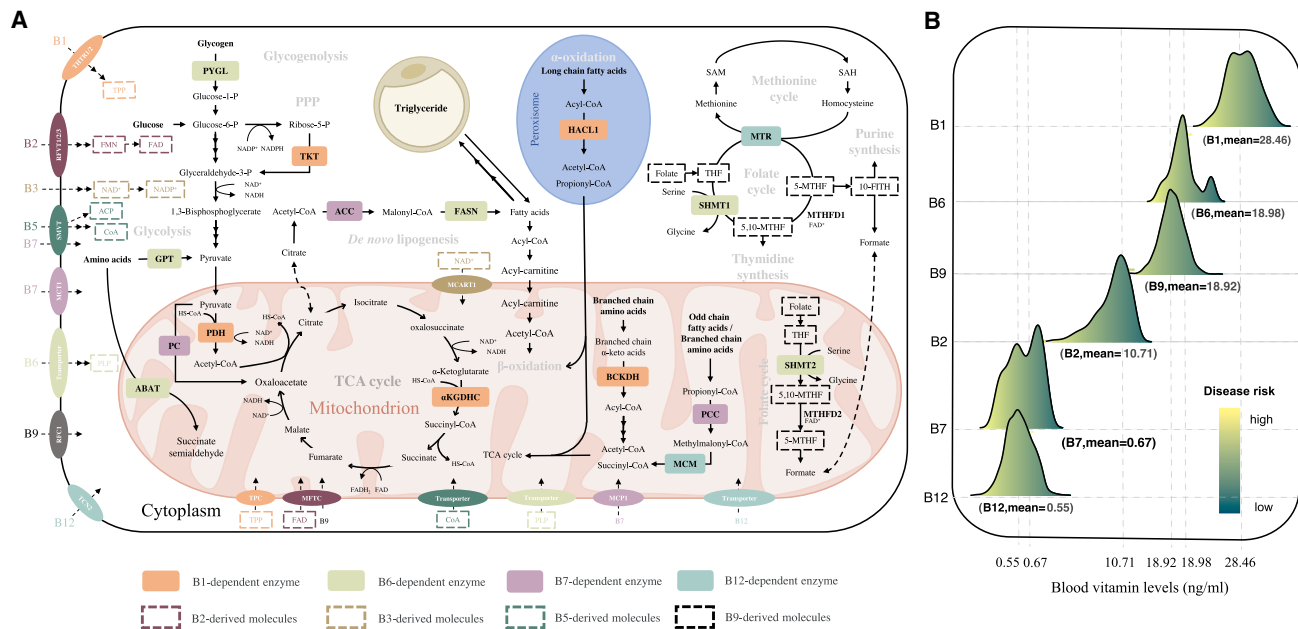 A
B1
THTR1/2
TPP
B2
RFVT1/2/3
FMN
FAD
B3
NAD⁺
NADP⁺
B5
SMVT
ACP
CoA
B7
B7
MCT1
B6
Transporter
PLP
B9
RFC1
B12
TCN2
Glycogen
PYGL
Glycogenolysis
Glucose-1-P
PPP
Glucose
Glucose-6-P
Ribose-5-P
NADP⁺
NADPH
TKT
Glyceraldehyde-3-P
NAD⁺
NADH
1,3-Bisphosphoglycerate
Glycolysis
Amino acids
GPT
Pyruvate
Acetyl-CoA
ACC
Malonyl-CoA
FASN
Fatty acids
De novo lipogenesis
Citrate
Triglyceride
Acyl-CoA
Acyl-carnitine
Acyl-carnitine
Acetyl-CoA
β-oxidation
NAD⁺
MCART1
Peroxisome
α-oxidation
Long chain fatty acids
Acyl-CoA
HACL1
Acetyl-CoA
Propionyl-CoA
SAM
SAH
Methionine
cycle
Methionine
Homocysteine
MTR
Purine
synthesis
Folate
THF
Folate
cycle
5-MTHF
10-FITH
Serine
SHMT1
MTHFD1
FAD⁺
Glycine
5,10-MTHF
Thymidine
synthesis
Formate
Pyruvate
HS-CoA
PDH
NAD⁺
NADH
HS-CoA
PC
Acetyl-CoA
ABAT
Succinate
semialdehyde
Citrate
Isocitrate
oxalosuccinate
NAD⁺
NADH
α-Ketoglutarate
HS-CoA
αKGDHC
Succinyl-CoA
Succinate
HS-CoA
FADH₂
FAD
Fumarate
Malate
NADH
NAD⁺
Oxaloacetate
TCA cycle
Mitochondrion
Branched chain
amino acids
Branched chain
α-keto acids
BCKDH
Acyl-CoA
Acetyl-CoA
TCA cycle
Succinyl-CoA
Odd chain
fatty acids /
Branched chain
amino acids
Propionyl-CoA
PCC
Methylmalonyl-CoA
MCM
Folate cycle
Folate
THF
Serine
SHMT2
Glycine
5,10-MTHF
MTHFD2
FAD⁺
5-MTHF
Formate
Cytoplasm
TPC
TPP
MFTC
FAD
B9
Transporter
CoA
Transporter
PLP
MCP1
B7
Transporter
B12
B1-dependent enzyme
B6-dependent enzyme
B7-dependent enzyme
B12-dependent enzyme
B2-derived molecules
B3-derived molecules
B5-derived molecules
B9-derived molecules
B
B1
(B1,mean=28.46)
B6
(B6,mean=18.98)
B9
(B9,mean=18.92)
B2
(B2,mean=10.71)
B7
(B7,mean=0.67)
B12
(B12,mean=0.55)
Disease risk
high
low
0.55 0.67 10.71 18.92 18.98 28.46
Blood vitamin levels (ng/ml)